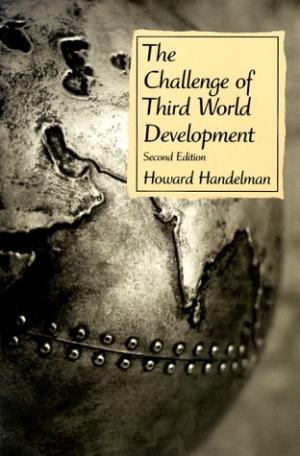 The
Challenge of
Third World
Development
Second Edition
Howard Handelman